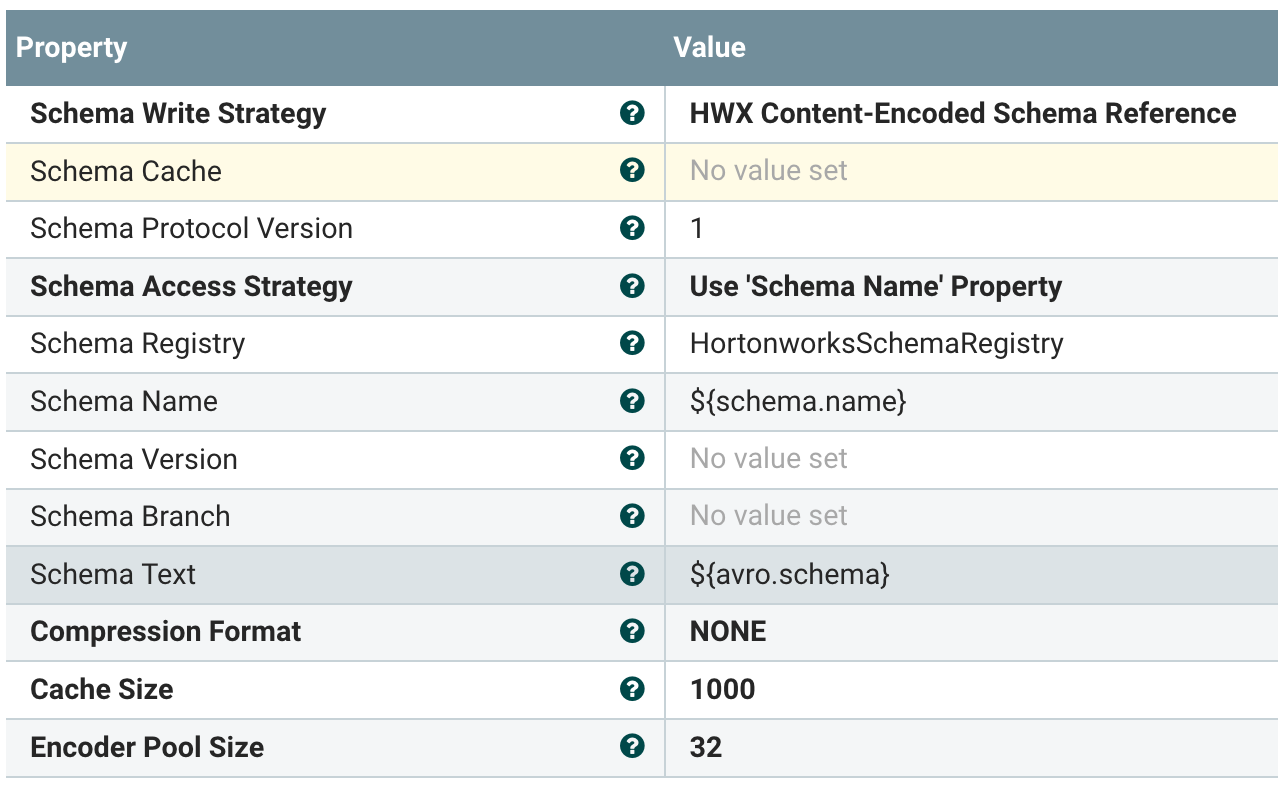 Property Value
Schema Write Strategy ? HWX Content-Encoded Schema Reference
Schema Cache ? No value set
Schema Protocol Version ? 1
Schema Access Strategy ? Use 'Schema Name' Property
Schema Registry ? HortonworksSchemaRegistry
Schema Name ? ${schema.name}
Schema Version ? No value set
Schema Branch ? No value set
Schema Text ? ${avro.schema}
Compression Format ? NONE
Cache Size ? 1000
Encoder Pool Size ? 32